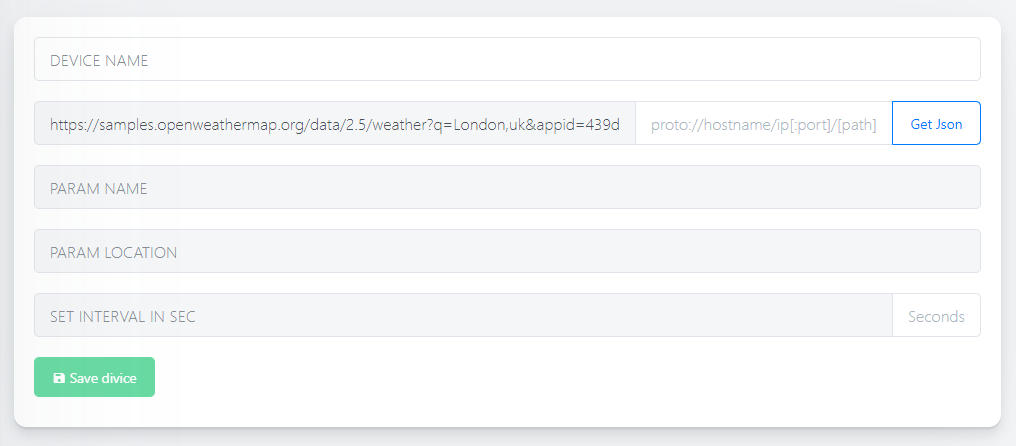 DEVICE NAME
https://samples.openweathermap.org/data/2.5/weather?q=London,uk&appid=439d proto://hostname/ip[:port]/[path] Get Json
PARAM NAME
PARAM LOCATION
SET INTERVAL IN SEC Seconds
Save divice